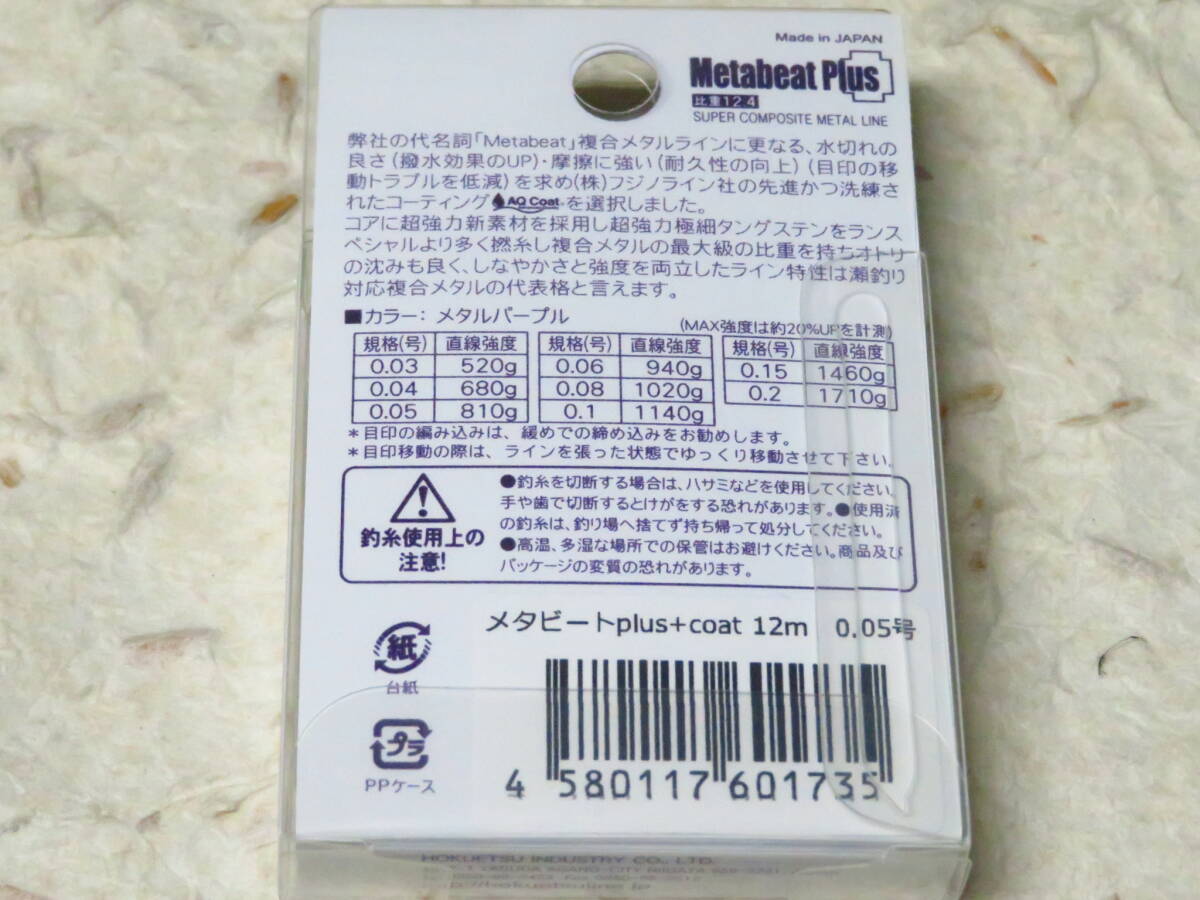 Made in JAPAN
Metabeat Plus
比重12.4
SUPER COMPOSITE METAL LINE
弊社の代名詞「Metabeat」複合メタルラインに更なる、水切れの
良さ(撥水効果のUP)・摩擦に強い(耐久性の向上)(目印の移
動トラブルを低減)を求め(株)フジノライン社の先進かつ洗練さ
れたコーティング AQ Coat を選択しました。
コアに超強力新素材を採用し超強力極細タングステンをランス
ペシャルより多く撚糸し複合メタルの最大級の比重を持ちオトリ
の沈みも良く、しなやかさと強度を両立したライン特性は瀬釣り
対応複合メタルの代表格と言えます。
■カラー: メタルパープル
(MAX強度は約20%UPを計測)
規格(号) 直線強度 規格(号) 直線強度 規格(号) 直線強度
0.03 520g 0.06 940g 0.15 1460g
0.04 680g 0.08 1020g 0.2 1710g
0.05 810g 0.1 1140g
*目印の編み込みは、緩めでの締め込みをお勧めします。
*目印移動の際は、ラインを張った状態でゆっくり移動させて下さい。
釣糸使用上の
注意!
●釣糸を切断する場合は、ハサミなどを使用してください。
手や歯で切断するとけがをする恐れがあります。●使用済
の釣糸は、釣り場へ捨てず持ち帰って処分してください。
●高温、多湿な場所での保管はお避けください。商品及び
パッケージの変質の恐れがあります。
メタビートplus+coat 12m 0.05号
紙
台紙
プラ
PPケース
4 580117 601735
HOKUETSU INDUSTRY CO., LTD.